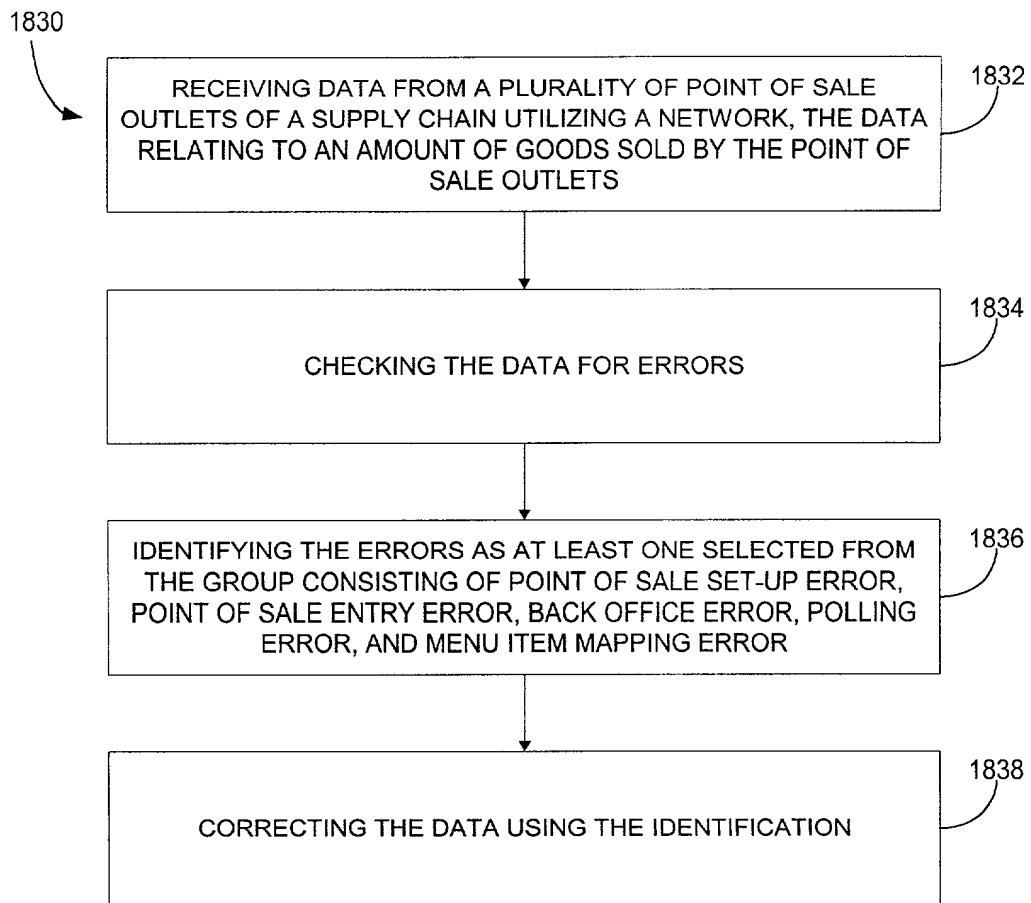 1830
RECEIVING DATA FROM A PLURALITY OF POINT OF SALE
OUTLETS OF A SUPPLY CHAIN UTILIZING A NETWORK, THE DATA
RELATING TO AN AMOUNT OF GOODS SOLD BY THE POINT OF
SALE OUTLETS
1832
CHECKING THE DATA FOR ERRORS
1834
IDENTIFYING THE ERRORS AS AT LEAST ONE SELECTED FROM
THE GROUP CONSISTING OF POINT OF SALE SET-UP ERROR,
POINT OF SALE ENTRY ERROR, BACK OFFICE ERROR, POLLING
ERROR, AND MENU ITEM MAPPING ERROR
1836
CORRECTING THE DATA USING THE IDENTIFICATION
1838